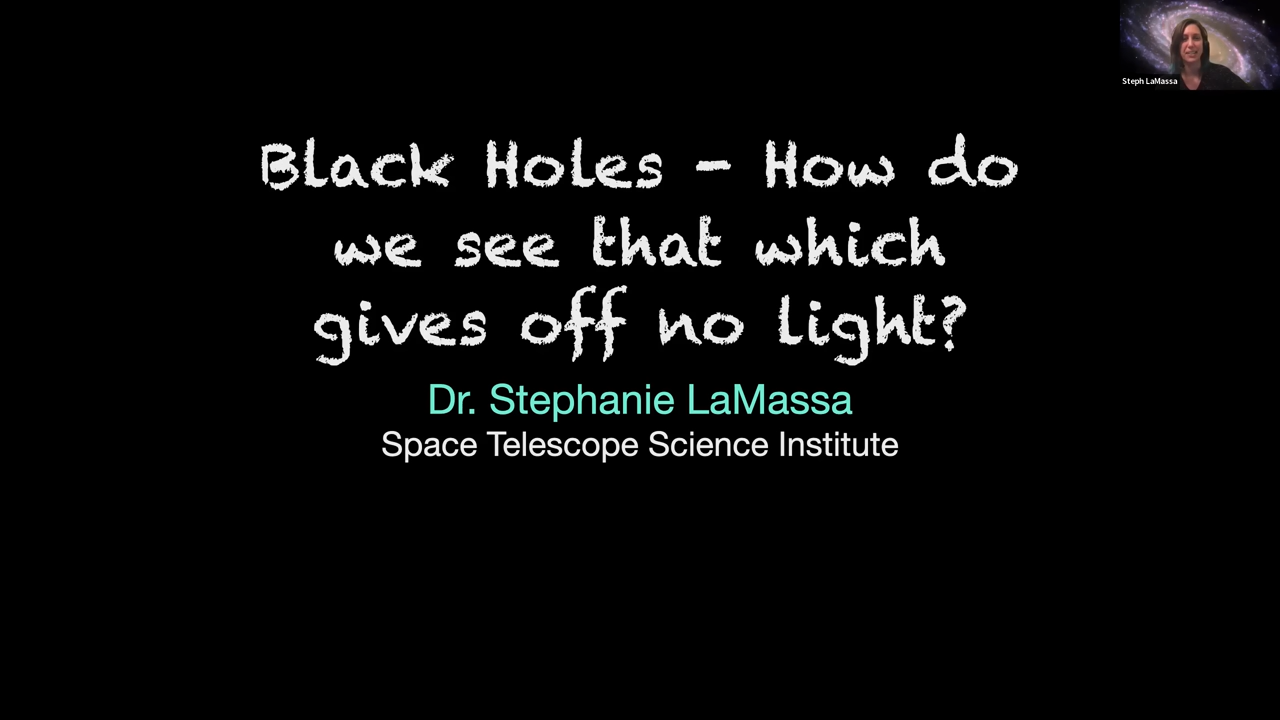 Steph LaMassa
Black Holes - How do
we see that which
gives off no light?
Dr. Stephanie LaMassa
Space Telescope Science Institute